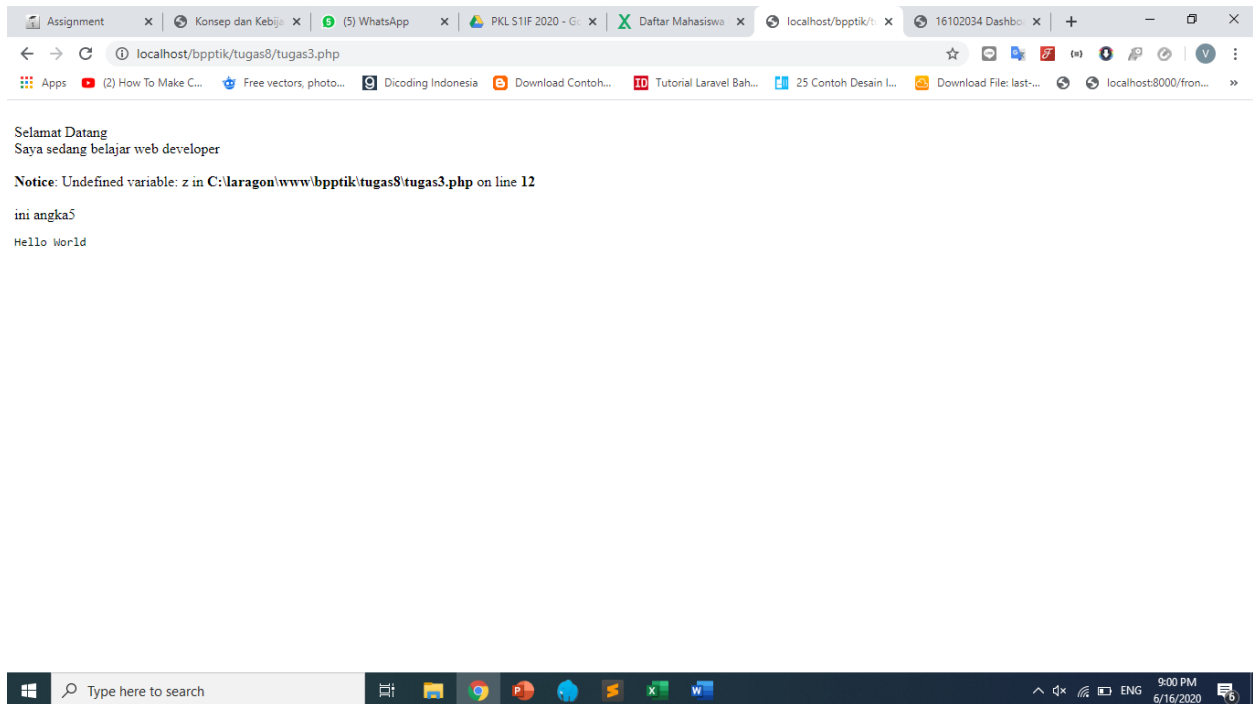 Assignment
Konsep dan Kebija
(5) WhatsApp
PKL S1IF 2020 - Go
Daftar Mahasiswa
localhost/bpptik/t
16102034 Dashbo
localhost/bpptik/tugas8/tugas3.php
Apps
(2) How To Make C...
Free vectors, photo...
Dicoding Indonesia
Download Contoh...
Tutorial Laravel Bah...
25 Contoh Desain I...
Download File: last-...
localhost:8000/fron...
Selamat Datang
Saya sedang belajar web developer
Notice: Undefined variable: z in C:\laragon\www\bpptik\tugas8\tugas3.php on line 12
ini angka5
Hello World
Type here to search
ENG
9:00 PM
6/16/2020